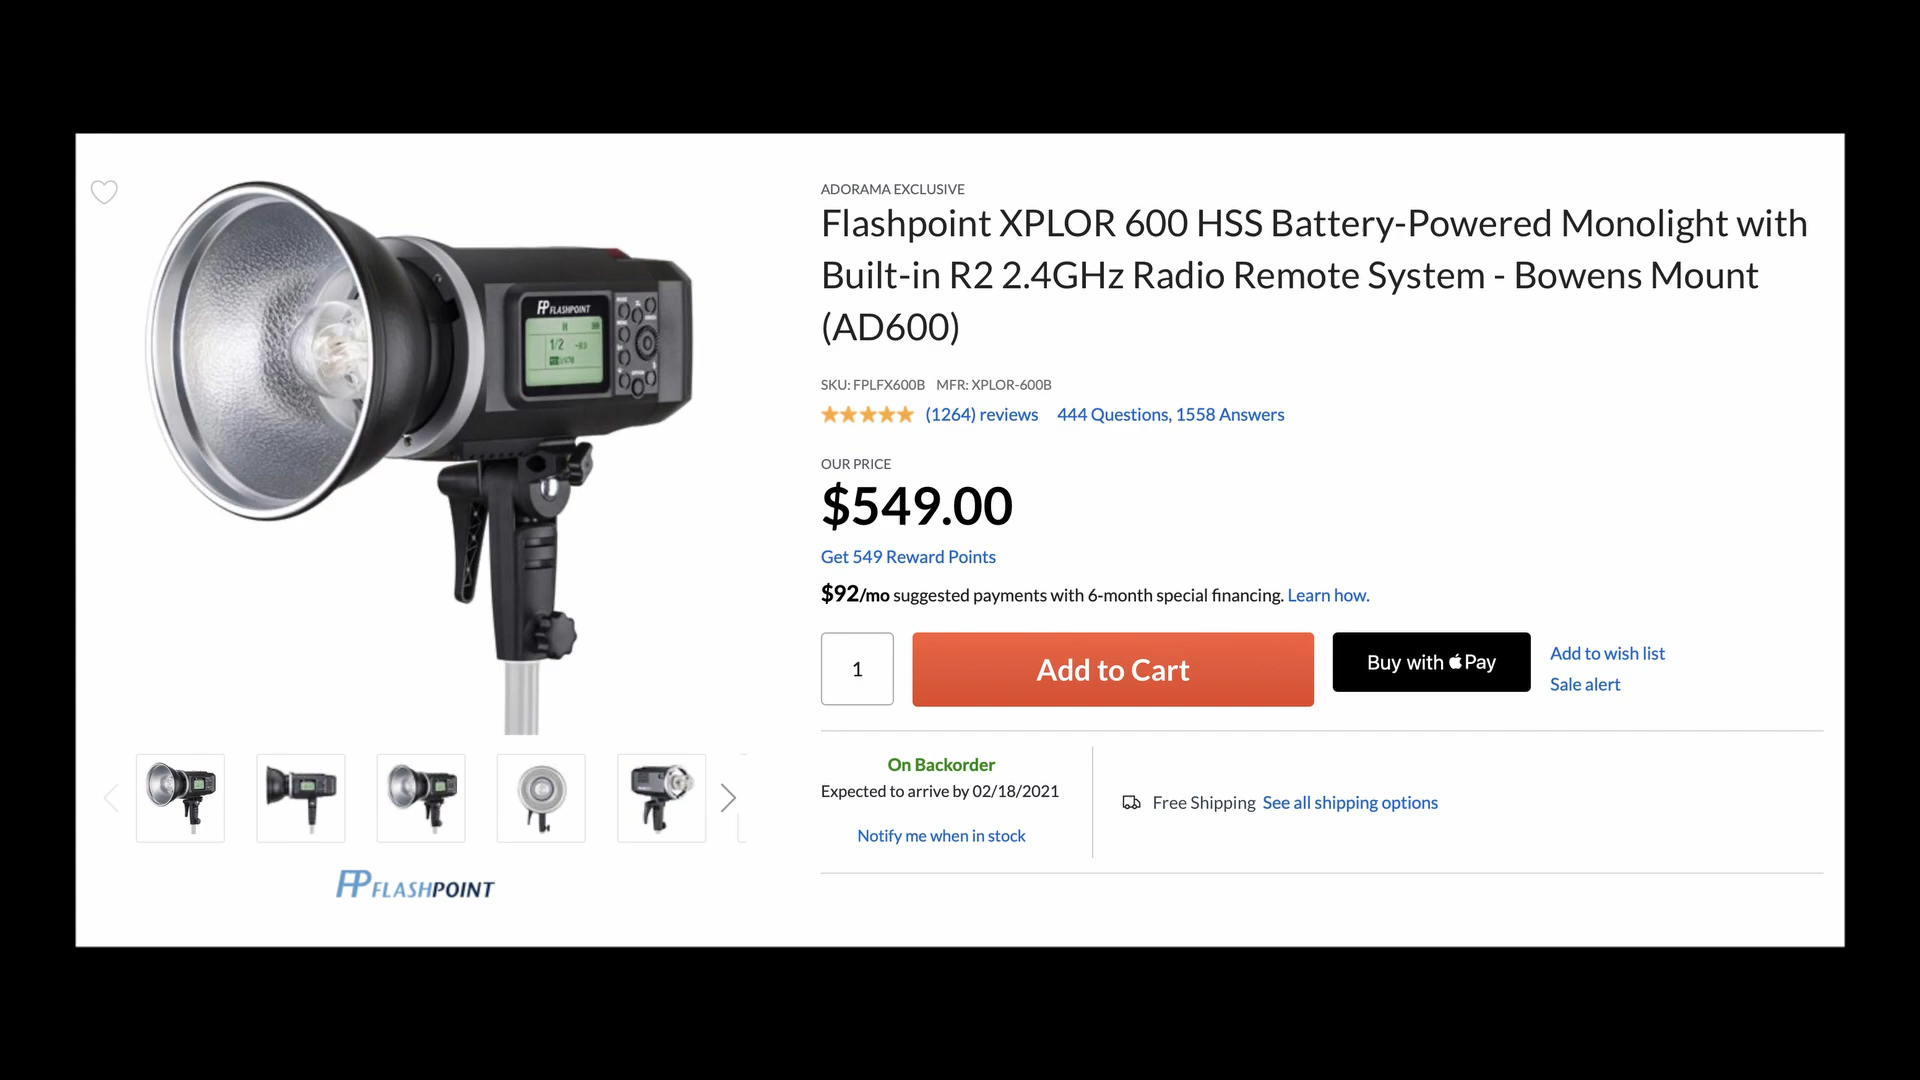 ADORAMA EXCLUSIVE
Flashpoint XPLOR 600 HSS Battery-Powered Monolight with
Built-in R2 2.4GHz Radio Remote System - Bowens Mount
(AD600)
SKU: FPLFX600B MFR: XPLOR-600B
(1264) reviews 444 Questions, 1558 Answers
OUR PRICE
$549.00
Get 549 Reward Points
$92/mo suggested payments with 6-month special financing. Learn how.
1
Add to Cart
Buy with Pay
Add to wish list
Sale alert
On Backorder
Expected to arrive by 02/18/2021
Notify me when in stock
Free Shipping See all shipping options
FP FLASHPOINT
1/2
FP FLASHPOINT